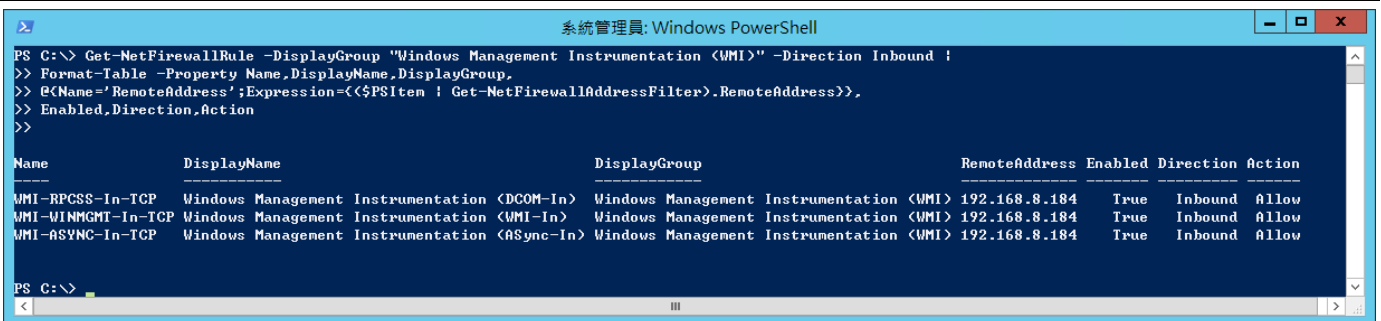 系統管理員: Windows PowerShell
PS C:\> Get-NetFirewallRule -DisplayGroup "Windows Management Instrumentation (WMI)" -Direction Inbound |
>> Format-Table -Property Name,DisplayName,DisplayGroup,
>> @{Name='RemoteAddress';Expression={($PSItem | Get-NetFirewallAddressFilter).RemoteAddress}},
>> Enabled,Direction,Action
>>
Name DisplayName DisplayGroup RemoteAddress Enabled Direction Action
---- ----------- ------------ ------------- ------- --------- ------
WMI-RPCSS-In-TCP Windows Management Instrumentation (DCOM-In) Windows Management Instrumentation (WMI) 192.168.8.184 True Inbound Allow
WMI-WINMGMT-In-TCP Windows Management Instrumentation (WMI-In) Windows Management Instrumentation (WMI) 192.168.8.184 True Inbound Allow
WMI-ASYNC-In-TCP Windows Management Instrumentation (ASync-In) Windows Management Instrumentation (WMI) 192.168.8.184 True Inbound Allow
PS C:\> _